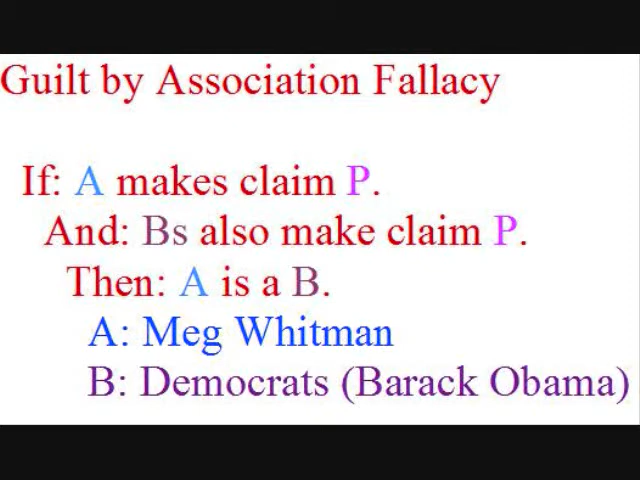 Guilt by Association Fallacy
If: A makes claim P.
And: Bs also make claim P.
Then: A is a B.
A: Meg Whitman
B: Democrats (Barack Obama)